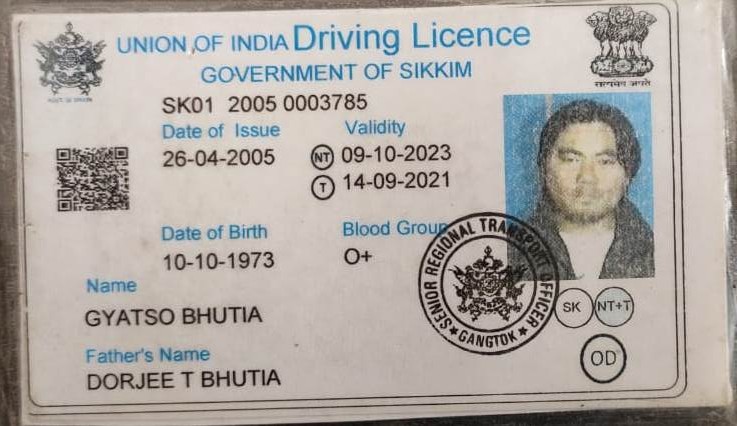 UNION OF INDIA Driving Licence
GOVERNMENT OF SIKKIM
SK01 2005 0003785
Date of Issue Validity
26-04-2005 NT 09-10-2023
T 14-09-2021
Date of Birth Blood Group
10-10-1973 O+
Name
GYATSO BHUTIA
Father's Name
DORJEE T BHUTIA
सत्यमेव जयते
SENIOR REGIONAL TRANSPORT OFFICER
★ GANGTOK ★
SK NT+T
OD